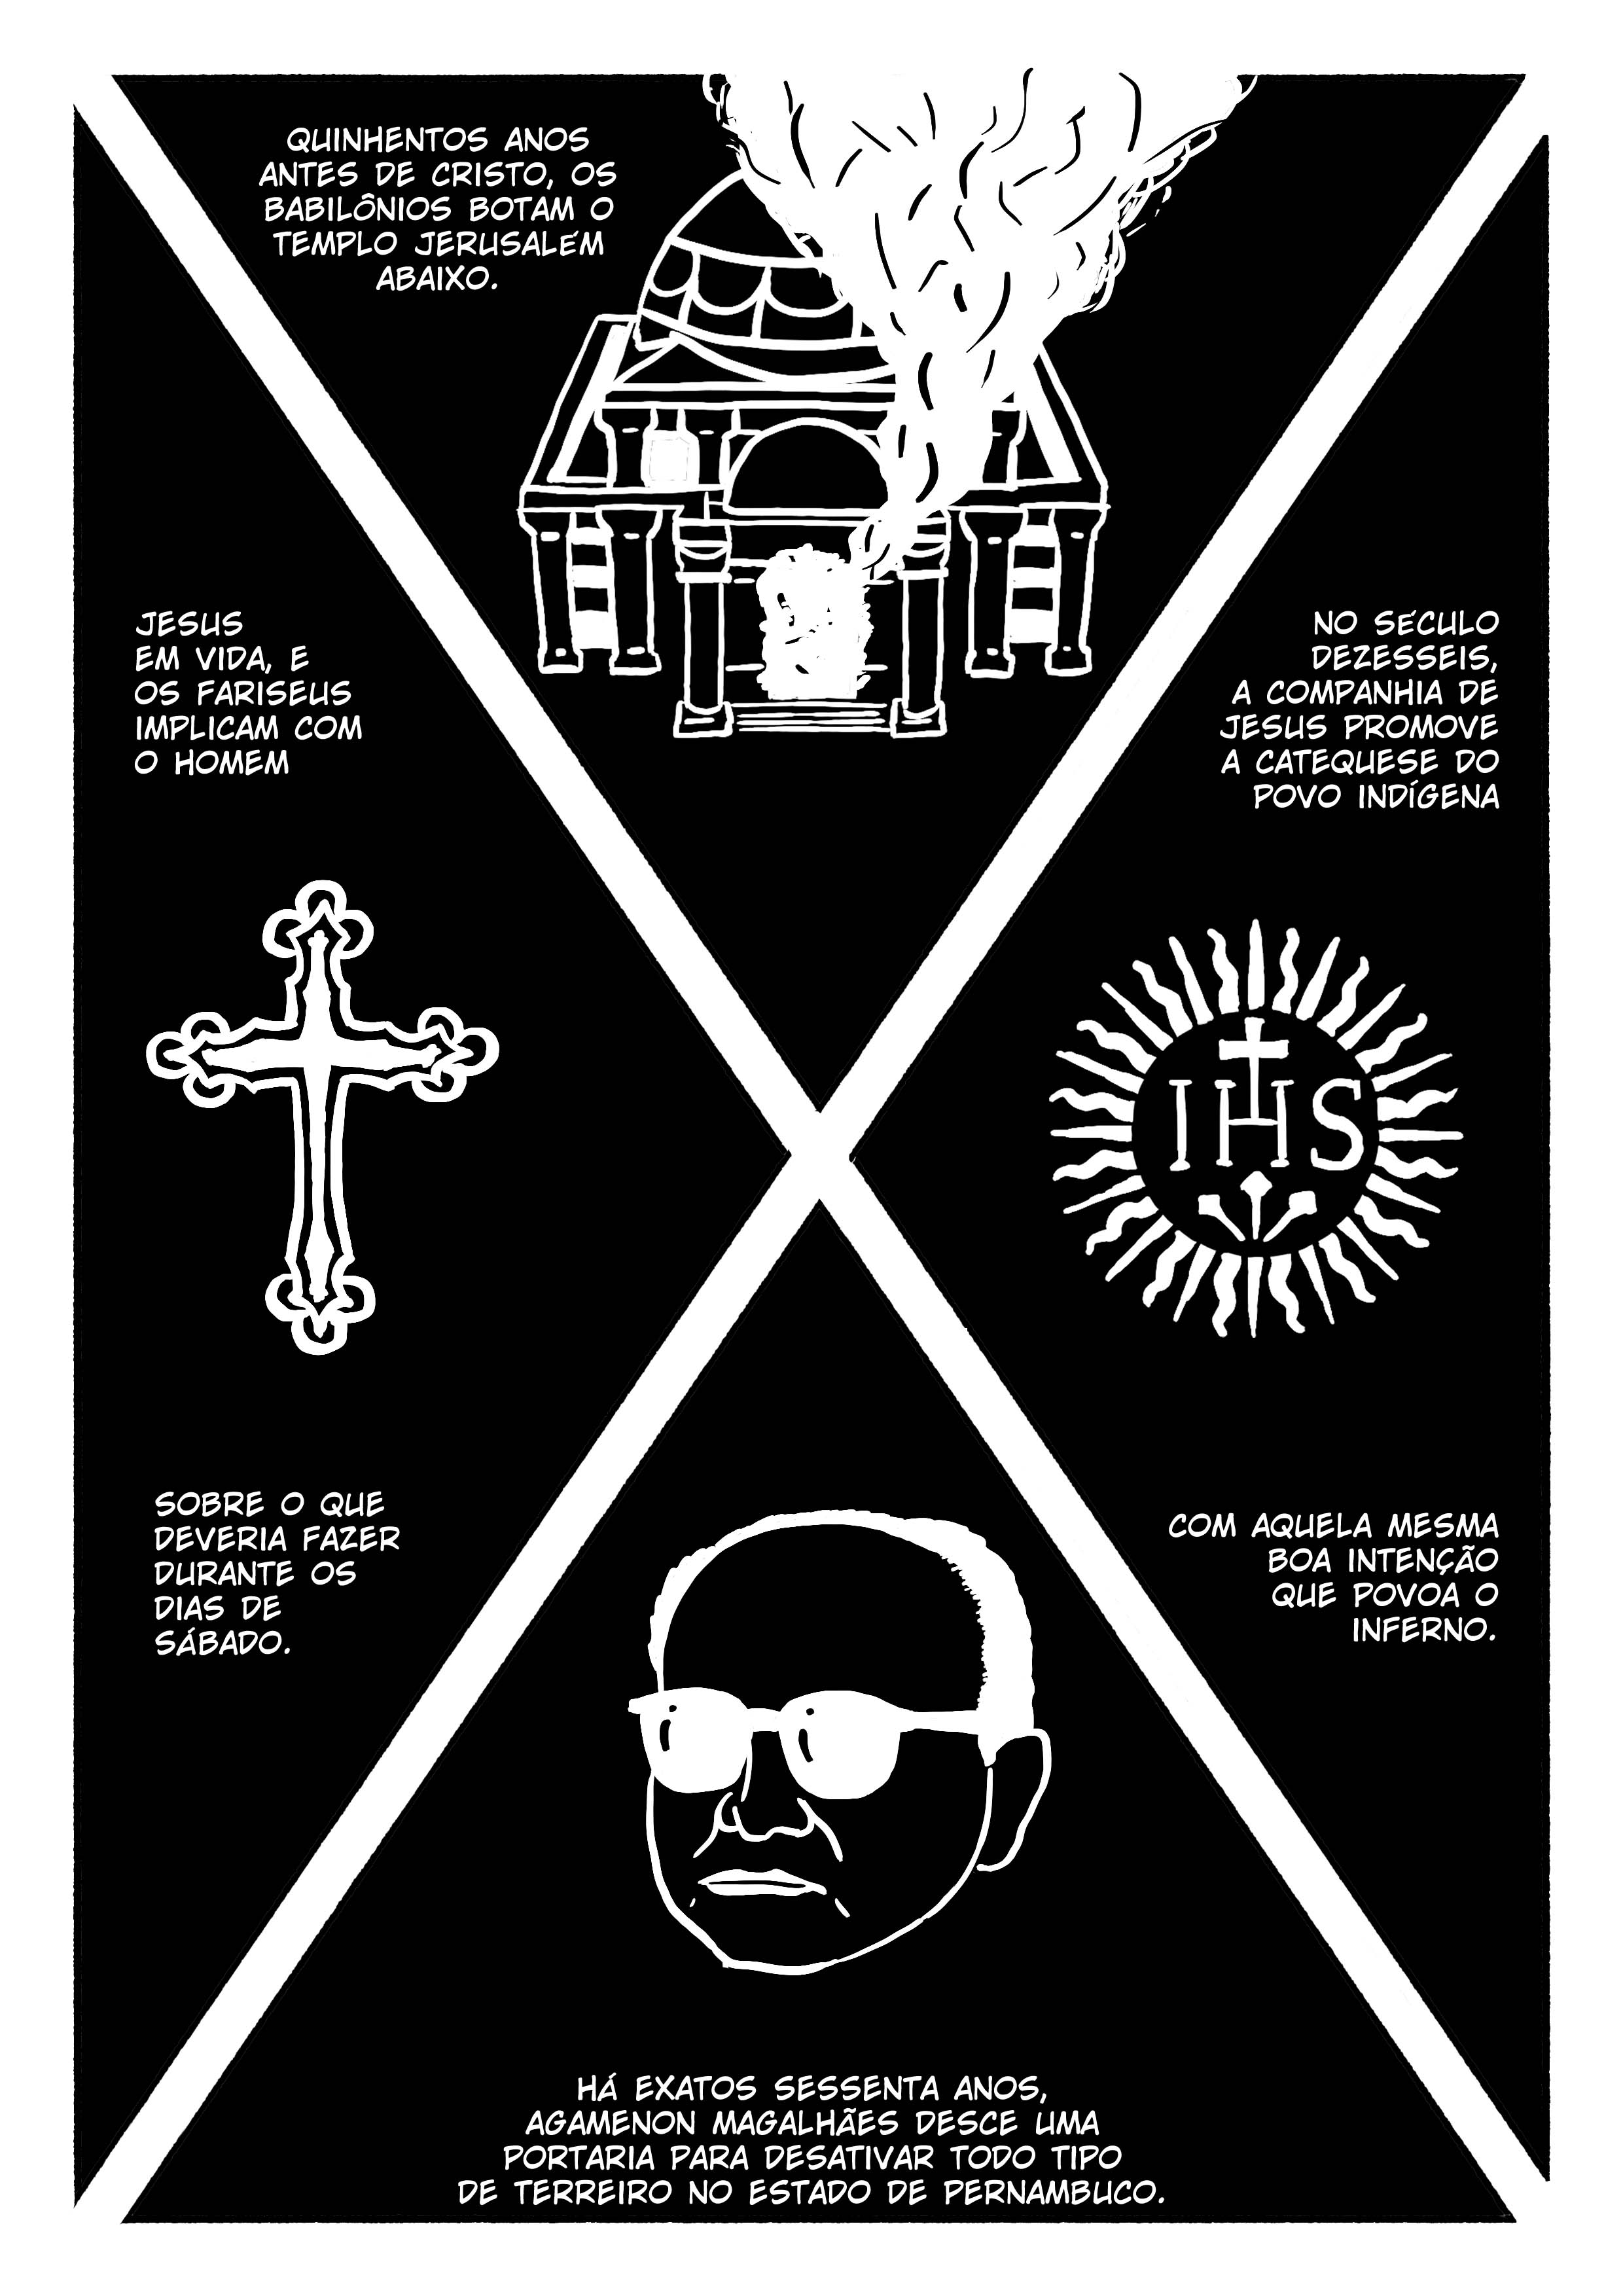 QUINHENTOS ANOS
ANTES DE CRISTO, OS
BABILÔNIOS BOTAM O
TEMPLO JERUSALÉM
ABAIXO.
JESUS
EM VIDA, E
OS FARISEUS
IMPLICAM COM
O HOMEM
SOBRE O QUE
DEVERIA FAZER
DURANTE OS
DIAS DE
SÁBADO.
NO SÉCULO
DEZESSEIS,
A COMPANHIA DE
JESUS PROMOVE
A CATEQUESE DO
POVO INDÍGENA
IHS
COM AQUELA MESMA
BOA INTENÇÃO
QUE POVOA O
INFERNO.
HÁ EXATOS SESSENTA ANOS,
AGAMENON MAGALHÃES DESCE UMA
PORTARIA PARA DESATIVAR TODO TIPO
DE TERREIRO NO ESTADO DE PERNAMBUCO.